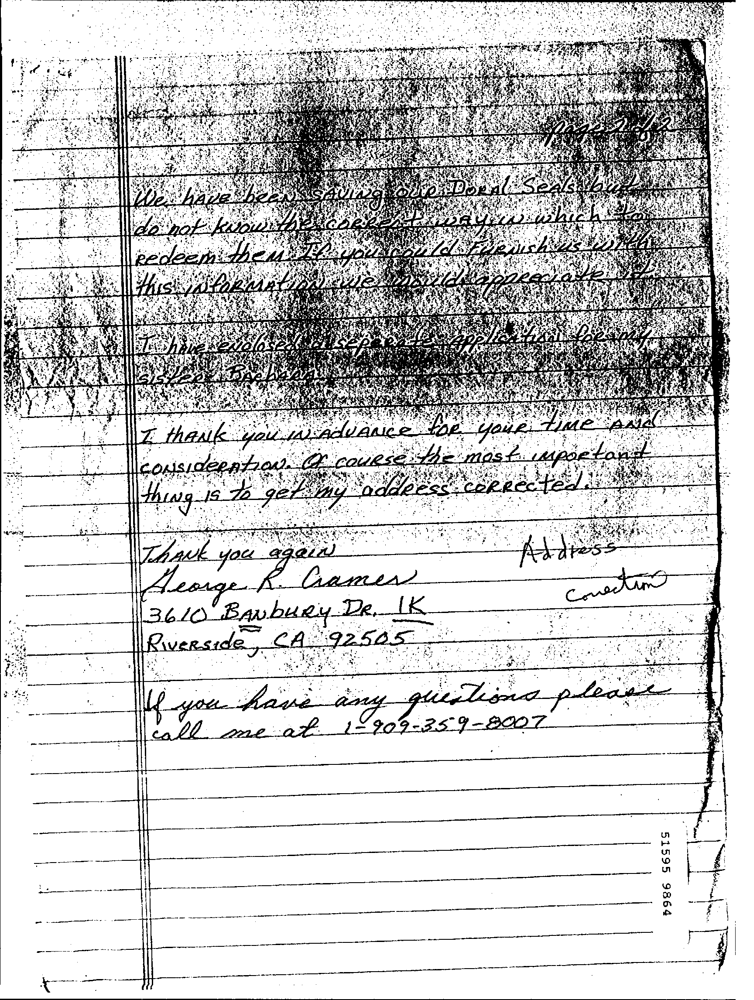 page 2 of 2
We have been saving our Doral Seals but
do not know the correct way in which to
redeem them. If you could furnish us with
this information we would appreciate it.
I have enclosed a seperate application for my
sister Barbara.
I thank you in advance for your time and
consideration. Of course the most important
thing is to get my address corrected.
Thank you again
Address
George R. Cramer
Correction
3610 Banbury Dr. 1K
Riverside, CA 92505
If you have any questions please
call me at 1-909-359-8007
51595 9864